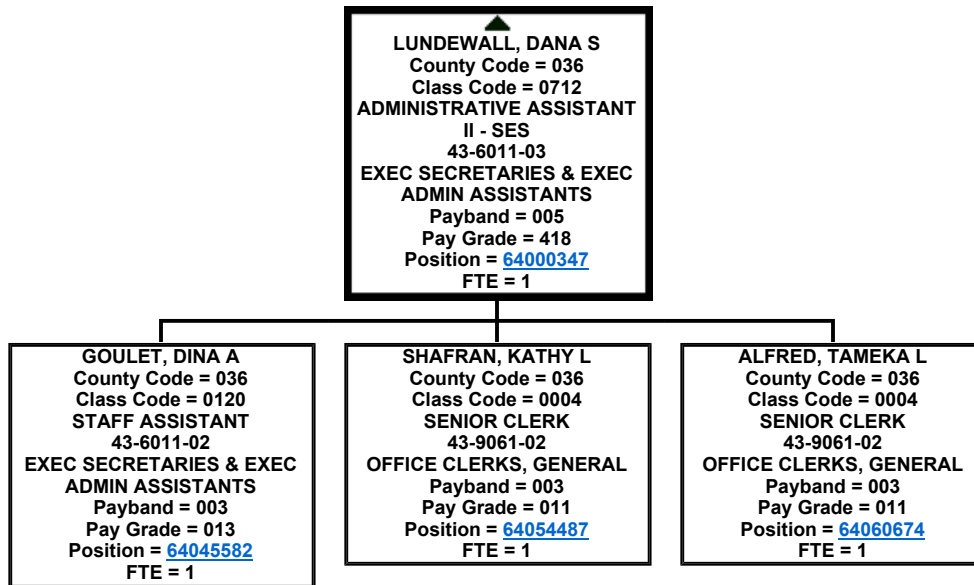 LUNDEWALL, DANA S
County Code = 036
Class Code = 0712
ADMINISTRATIVE ASSISTANT
II - SES
43-6011-03
EXEC SECRETARIES & EXEC
ADMIN ASSISTANTS
Payband = 005
Pay Grade = 418
Position = 64000347
FTE = 1
GOULET, DINA A
County Code = 036
Class Code = 0120
STAFF ASSISTANT
43-6011-02
EXEC SECRETARIES & EXEC
ADMIN ASSISTANTS
Payband = 003
Pay Grade = 013
Position = 64045582
FTE = 1
SHAFRAN, KATHY L
County Code = 036
Class Code = 0004
SENIOR CLERK
43-9061-02
OFFICE CLERKS, GENERAL
Payband = 003
Pay Grade = 011
Position = 64054487
FTE = 1
ALFRED, TAMEKA L
County Code = 036
Class Code = 0004
SENIOR CLERK
43-9061-02
OFFICE CLERKS, GENERAL
Payband = 003
Pay Grade = 011
Position = 64060674
FTE = 1